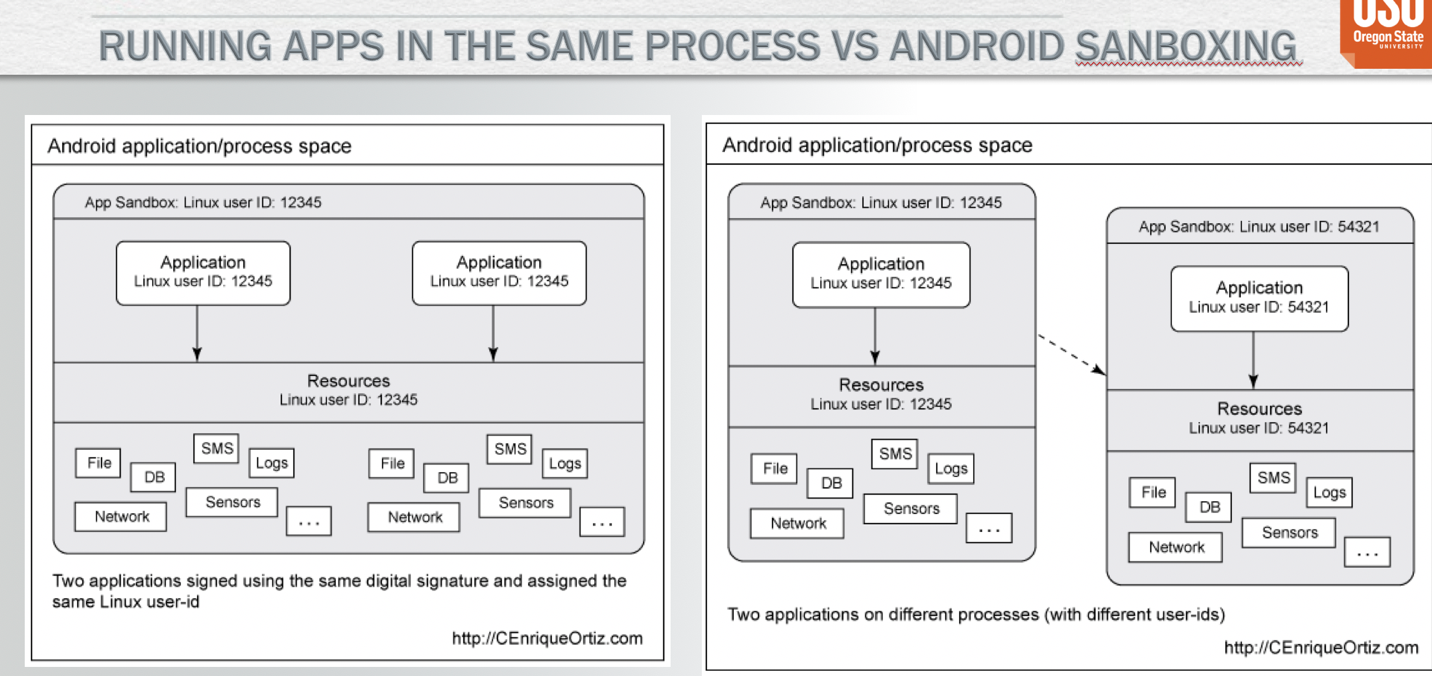 RUNNING APPS IN THE SAME PROCESS VS ANDROID SANBOXING
OSU
Oregon State
UNIVERSITY
Android application/process space
App Sandbox: Linux user ID: 12345
Application
Linux user ID: 12345
Application
Linux user ID: 12345
Resources
Linux user ID: 12345
File
DB
SMS
Logs
Network
Sensors
...
File
DB
SMS
Logs
Network
Sensors
...
Two applications signed using the same digital signature and assigned the
same Linux user-id
http://CEnriqueOrtiz.com
Android application/process space
App Sandbox: Linux user ID: 12345
Application
Linux user ID: 12345
Resources
Linux user ID: 12345
File
DB
SMS
Logs
Network
Sensors
...
App Sandbox: Linux user ID: 54321
Application
Linux user ID: 54321
Resources
Linux user ID: 54321
File
DB
SMS
Logs
Network
Sensors
...
Two applications on different processes (with different user-ids)
http://CEnriqueOrtiz.com